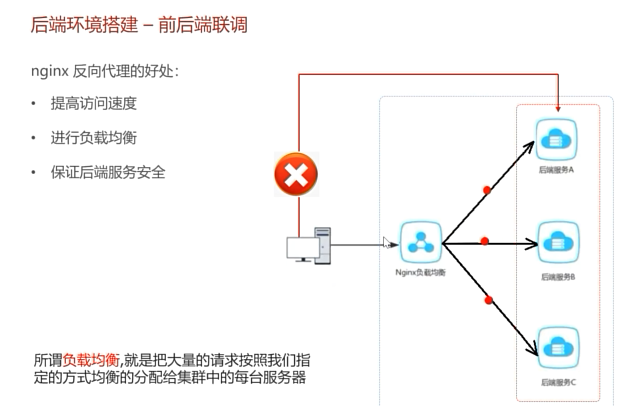 后端环境搭建 – 前后端联调
nginx 反向代理的好处:
• 提高访问速度
• 进行负载均衡
• 保证后端服务安全
后端服务A
Nginx负载均衡
后端服务B
后端服务C
所谓负载均衡,就是把大量的请求按照我们指
定的方式均衡的分配给集群中的每台服务器